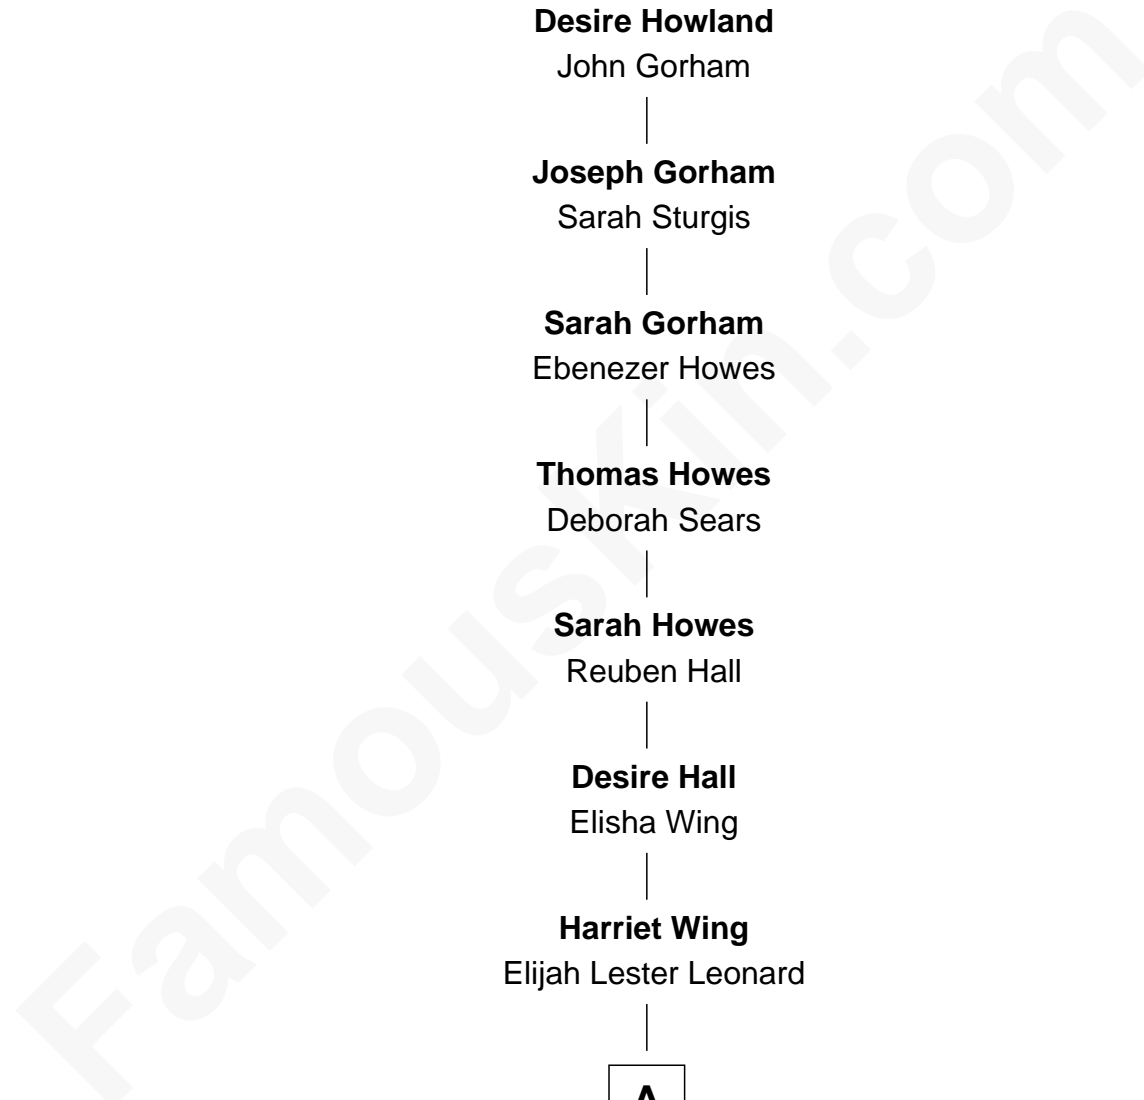 Desire Howland
John Gorham
Joseph Gorham
Sarah Sturgis
Sarah Gorham
Ebenezer Howes
Thomas Howes
Deborah Sears
Sarah Howes
Reuben Hall
Desire Hall
Elisha Wing
Harriet Wing
Elijah Lester Leonard
A
FamousKin.com